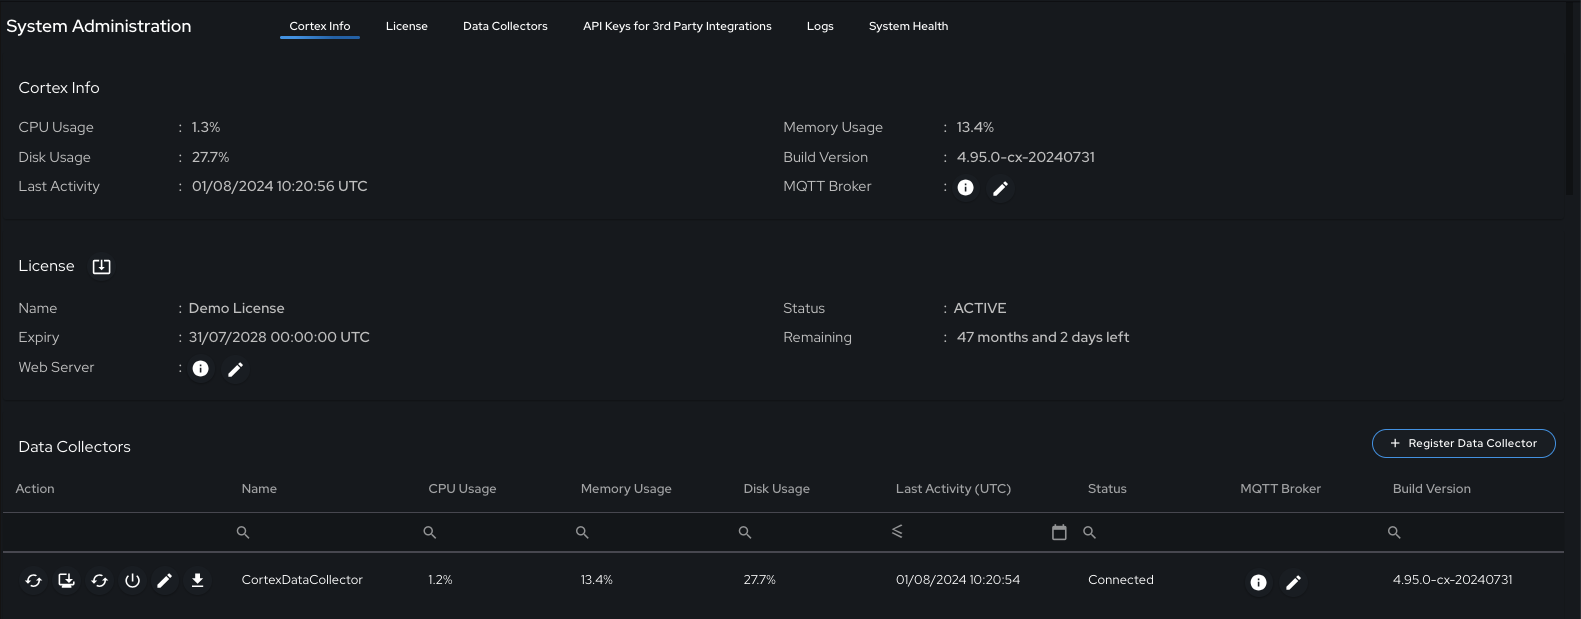 System Administration Cortex Info License Data Collectors API Keys for 3rd Party Integrations Logs System Health
Cortex Info
CPU Usage : 1.3% Memory Usage : 13.4%
Disk Usage : 27.7% Build Version : 4.95.0-cx-20240731
Last Activity : 01/08/2024 10:20:56 UTC MQTT Broker :
License
Name : Demo License Status : ACTIVE
Expiry : 31/07/2028 00:00:00 UTC Remaining : 47 months and 2 days left
Web Server :
Data Collectors + Register Data Collector
Action Name CPU Usage Memory Usage Disk Usage Last Activity (UTC) Status MQTT Broker Build Version
CortexDataCollector 1.2% 13.4% 27.7% 01/08/2024 10:20:54 Connected 4.95.0-cx-20240731